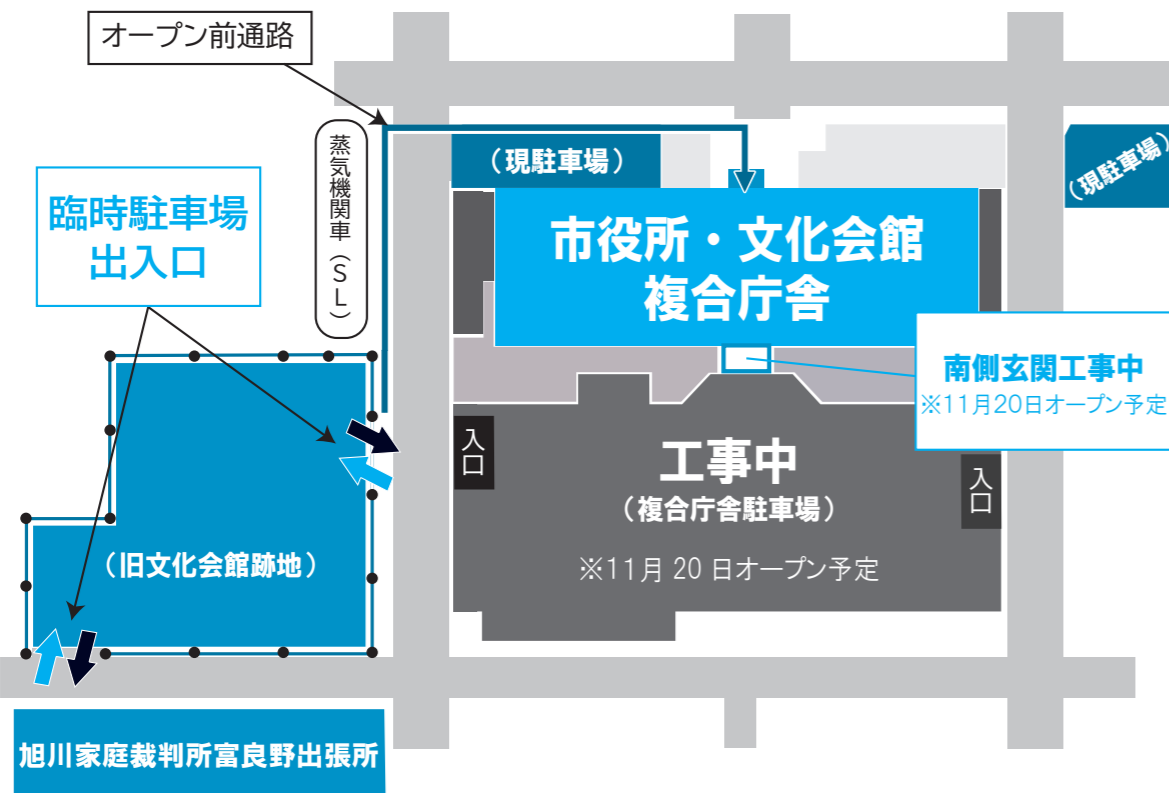 オープン前通路
蒸気機関車（SL）
（現駐車場）
（現駐車場）
臨時駐車場
出入口
市役所・文化会館
複合庁舎
南側玄関工事中
※11月20日オープン予定
入口
工事中
（複合庁舎駐車場）
※11月 20 日オープン予定
入口
（旧文化会館跡地）
旭川家庭裁判所富良野出張所